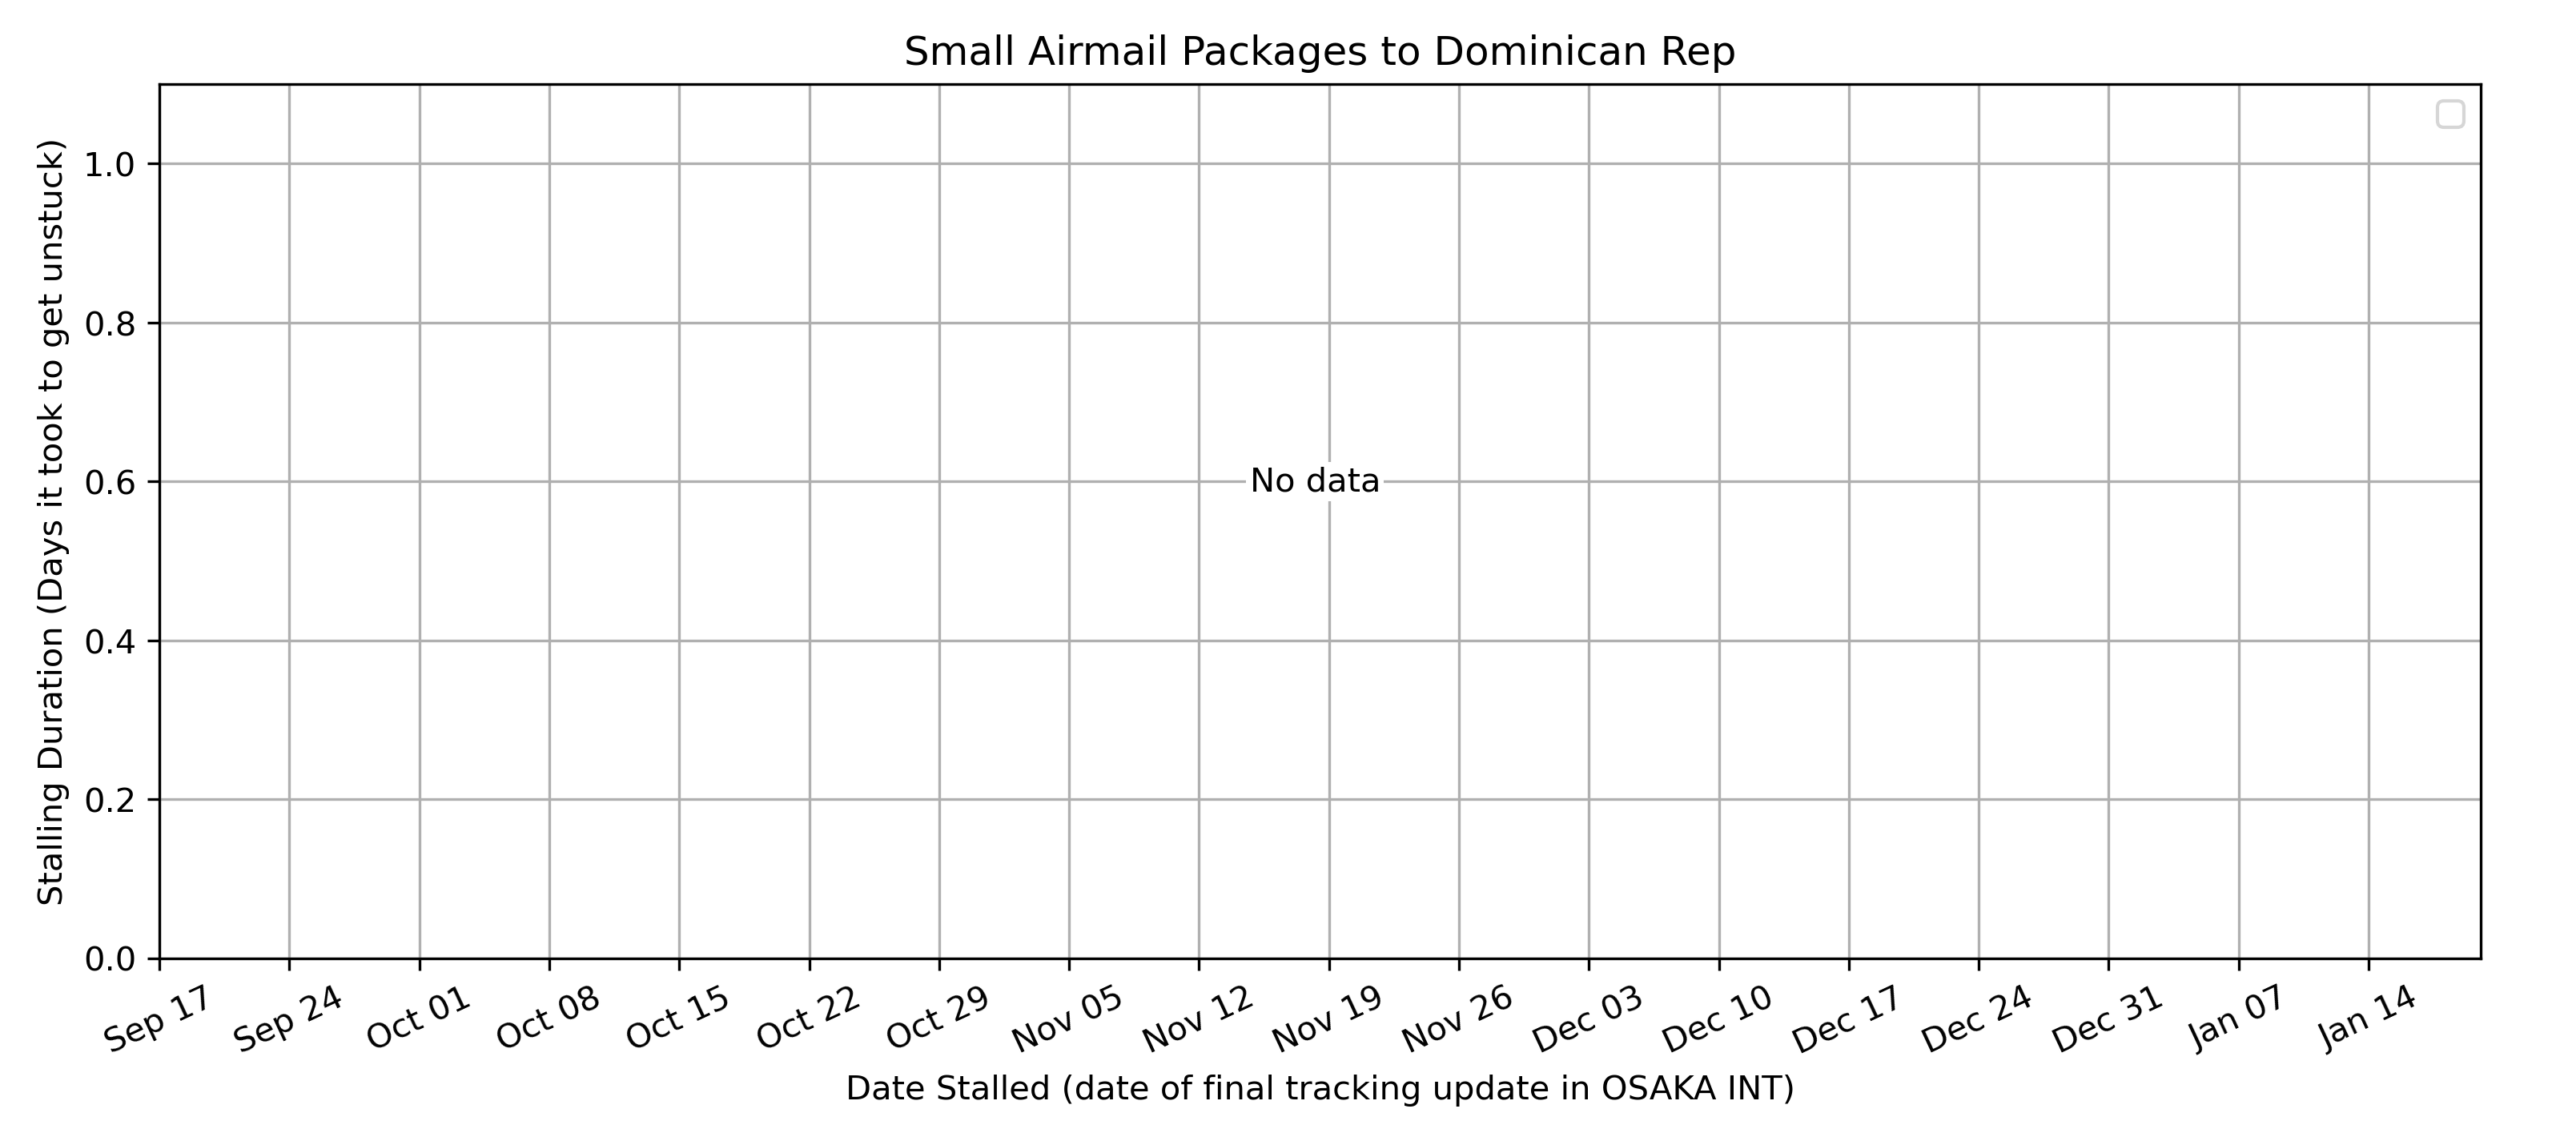 Small Airmail Packages to Dominican Rep
Stalling Duration (Days it took to get unstuck)
1.0
0.8
0.6
0.4
0.2
0.0
No data
Sep 17
Sep 24
Oct 01
Oct 08
Oct 15
Oct 22
Oct 29
Nov 05
Nov 12
Nov 19
Nov 26
Dec 03
Dec 10
Dec 17
Dec 24
Dec 31
Jan 07
Jan 14
Date Stalled (date of final tracking update in OSAKA INT)